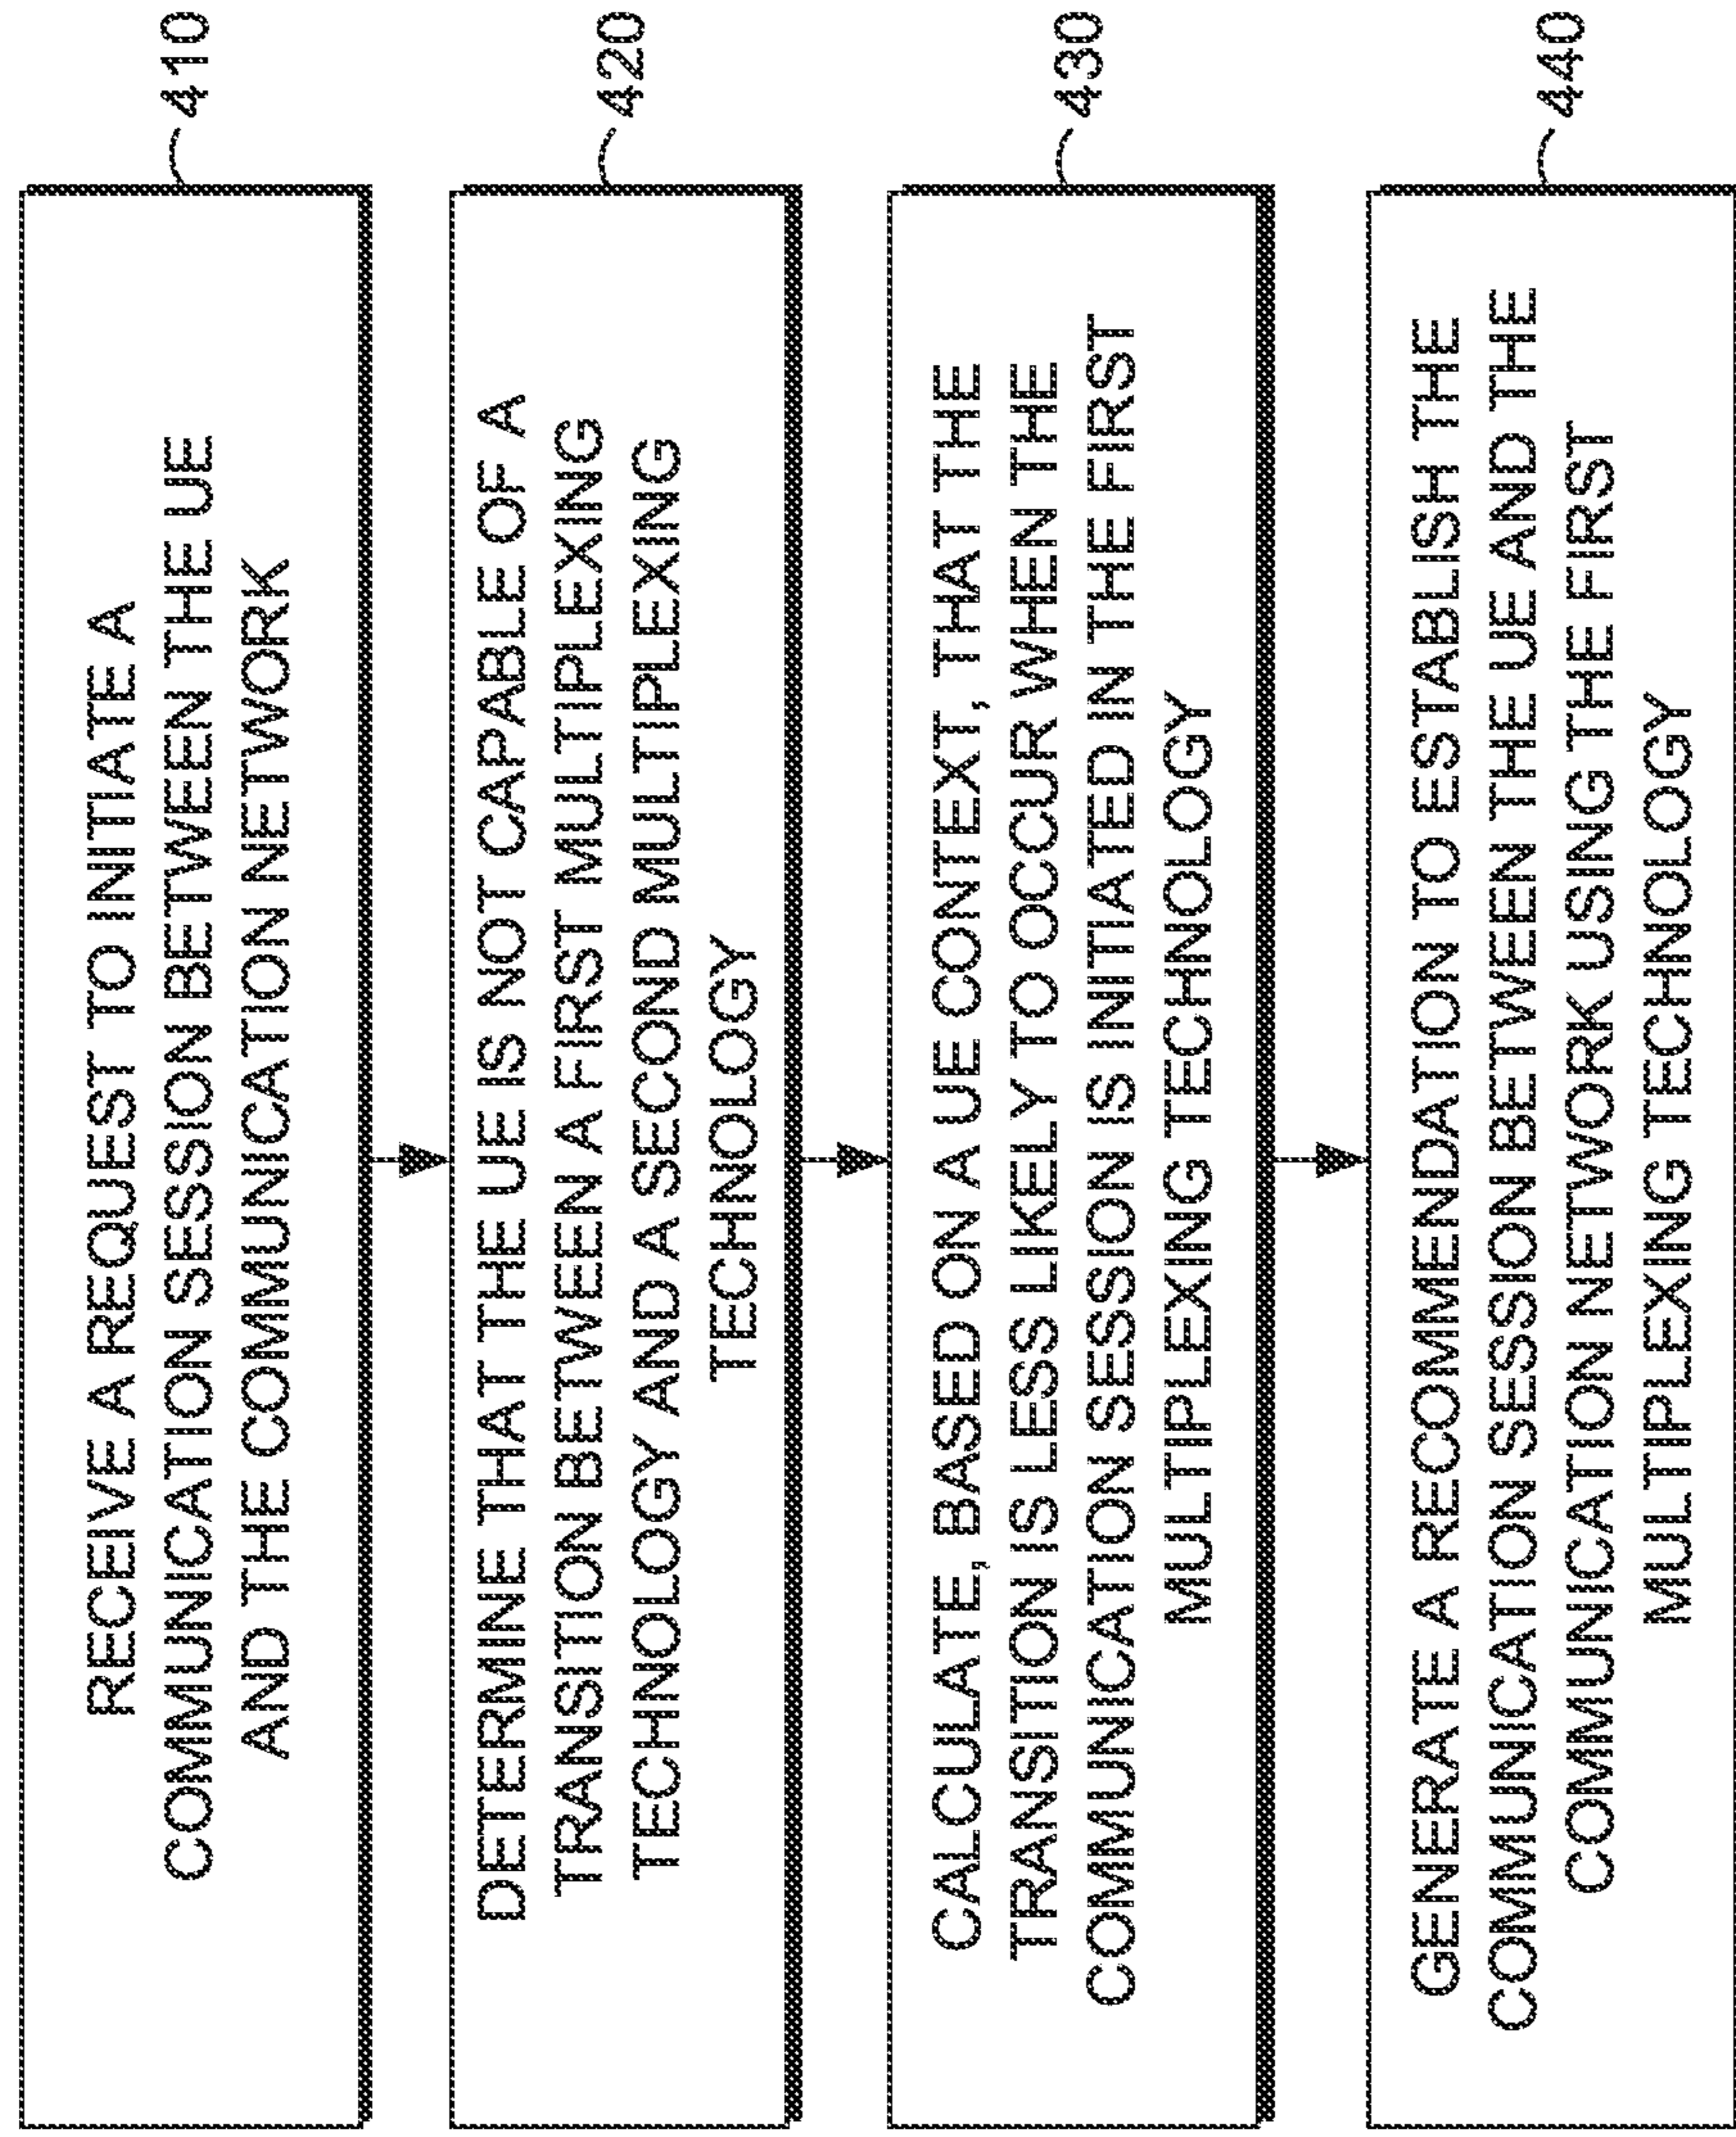 RECEIVE A REQUEST TO INITIATE A
COMMUNICATION SESSION BETWEEN THE UE
AND THE COMMUNICATION NETWORK
410
DETERMINE THAT THE UE IS NOT CAPABLE OF A
TRANSITION BETWEEN A FIRST MULTIPLEXING
TECHNOLOGY AND A SECOND MULTIPLEXING
TECHNOLOGY
420
CALCULATE, BASED ON A UE CONTEXT, THAT THE
TRANSITION IS LESS LIKELY TO OCCUR WHEN THE
COMMUNICATION SESSION IS INITIATED IN THE FIRST
MULTIPLEXING TECHNOLOGY
430
GENERATE A RECOMMENDATION TO ESTABLISH THE
COMMUNICATION SESSION BETWEEN THE UE AND THE
COMMUNICATION NETWORK USING THE FIRST
MULTIPLEXING TECHNOLOGY
440